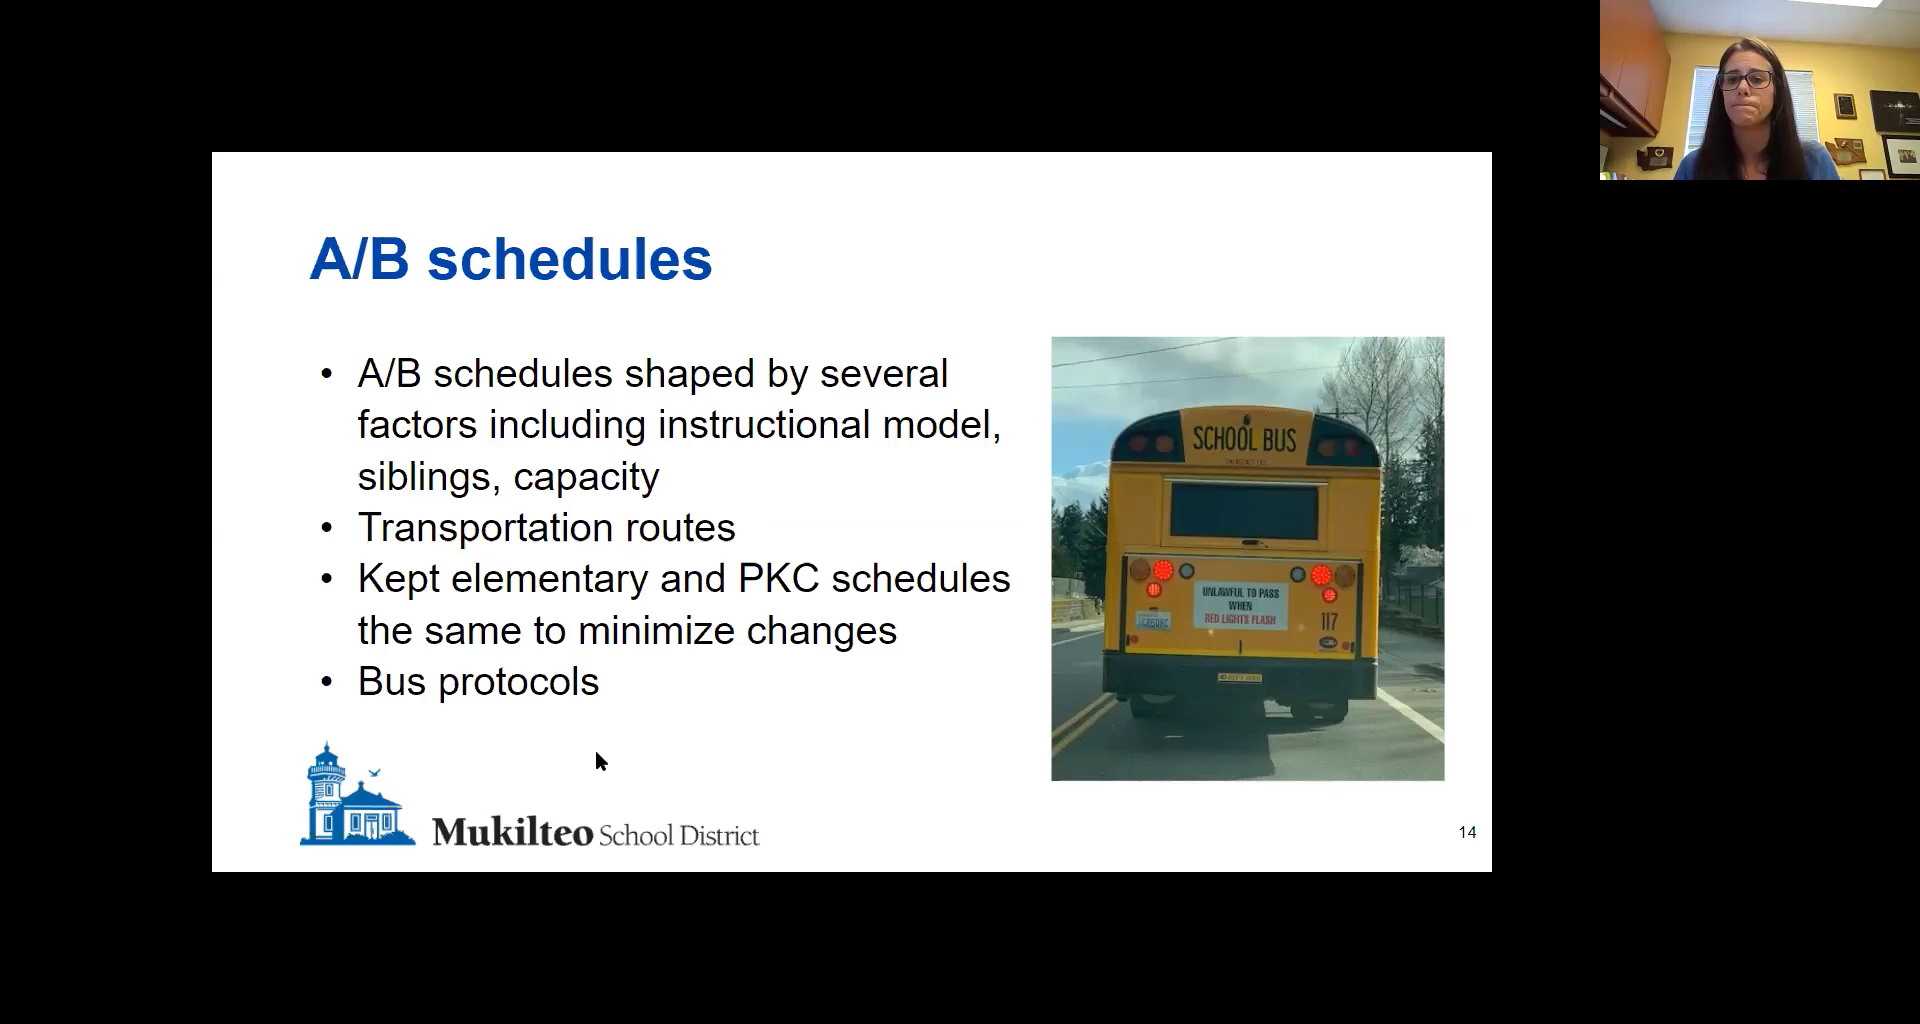 A/B schedules
• A/B schedules shaped by several
factors including instructional model,
siblings, capacity
• Transportation routes
• Kept elementary and PKC schedules
the same to minimize changes
• Bus protocols
SCHOOL BUS
UNLAWFUL TO PASS
WHEN
RED LIGHTS FLASH
117
Mukilteo School District
14